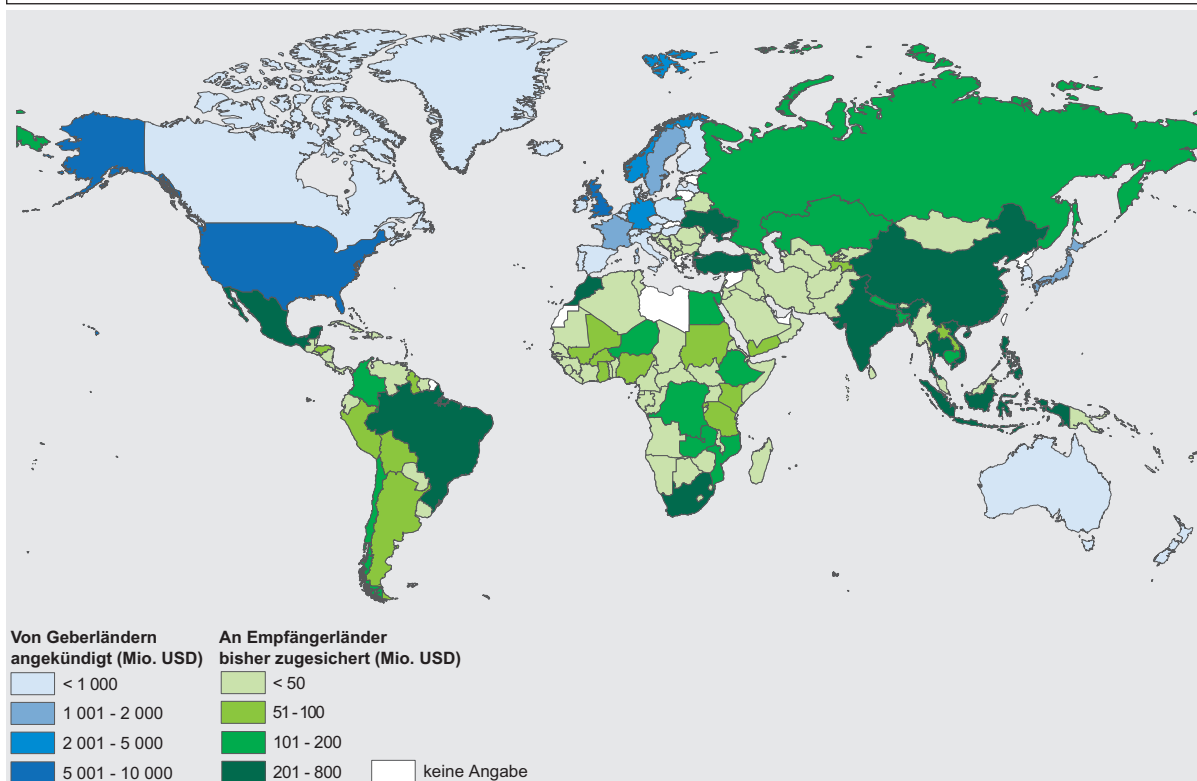 Von Geberländern
angekündigt (Mio. USD)
< 1 000
1 001 - 2 000
2 001 - 5 000
5 001 - 10 000
An Empfängerländer
bisher zugesichert (Mio. USD)
< 50
51 - 100
101 - 200
201 - 800
keine Angabe